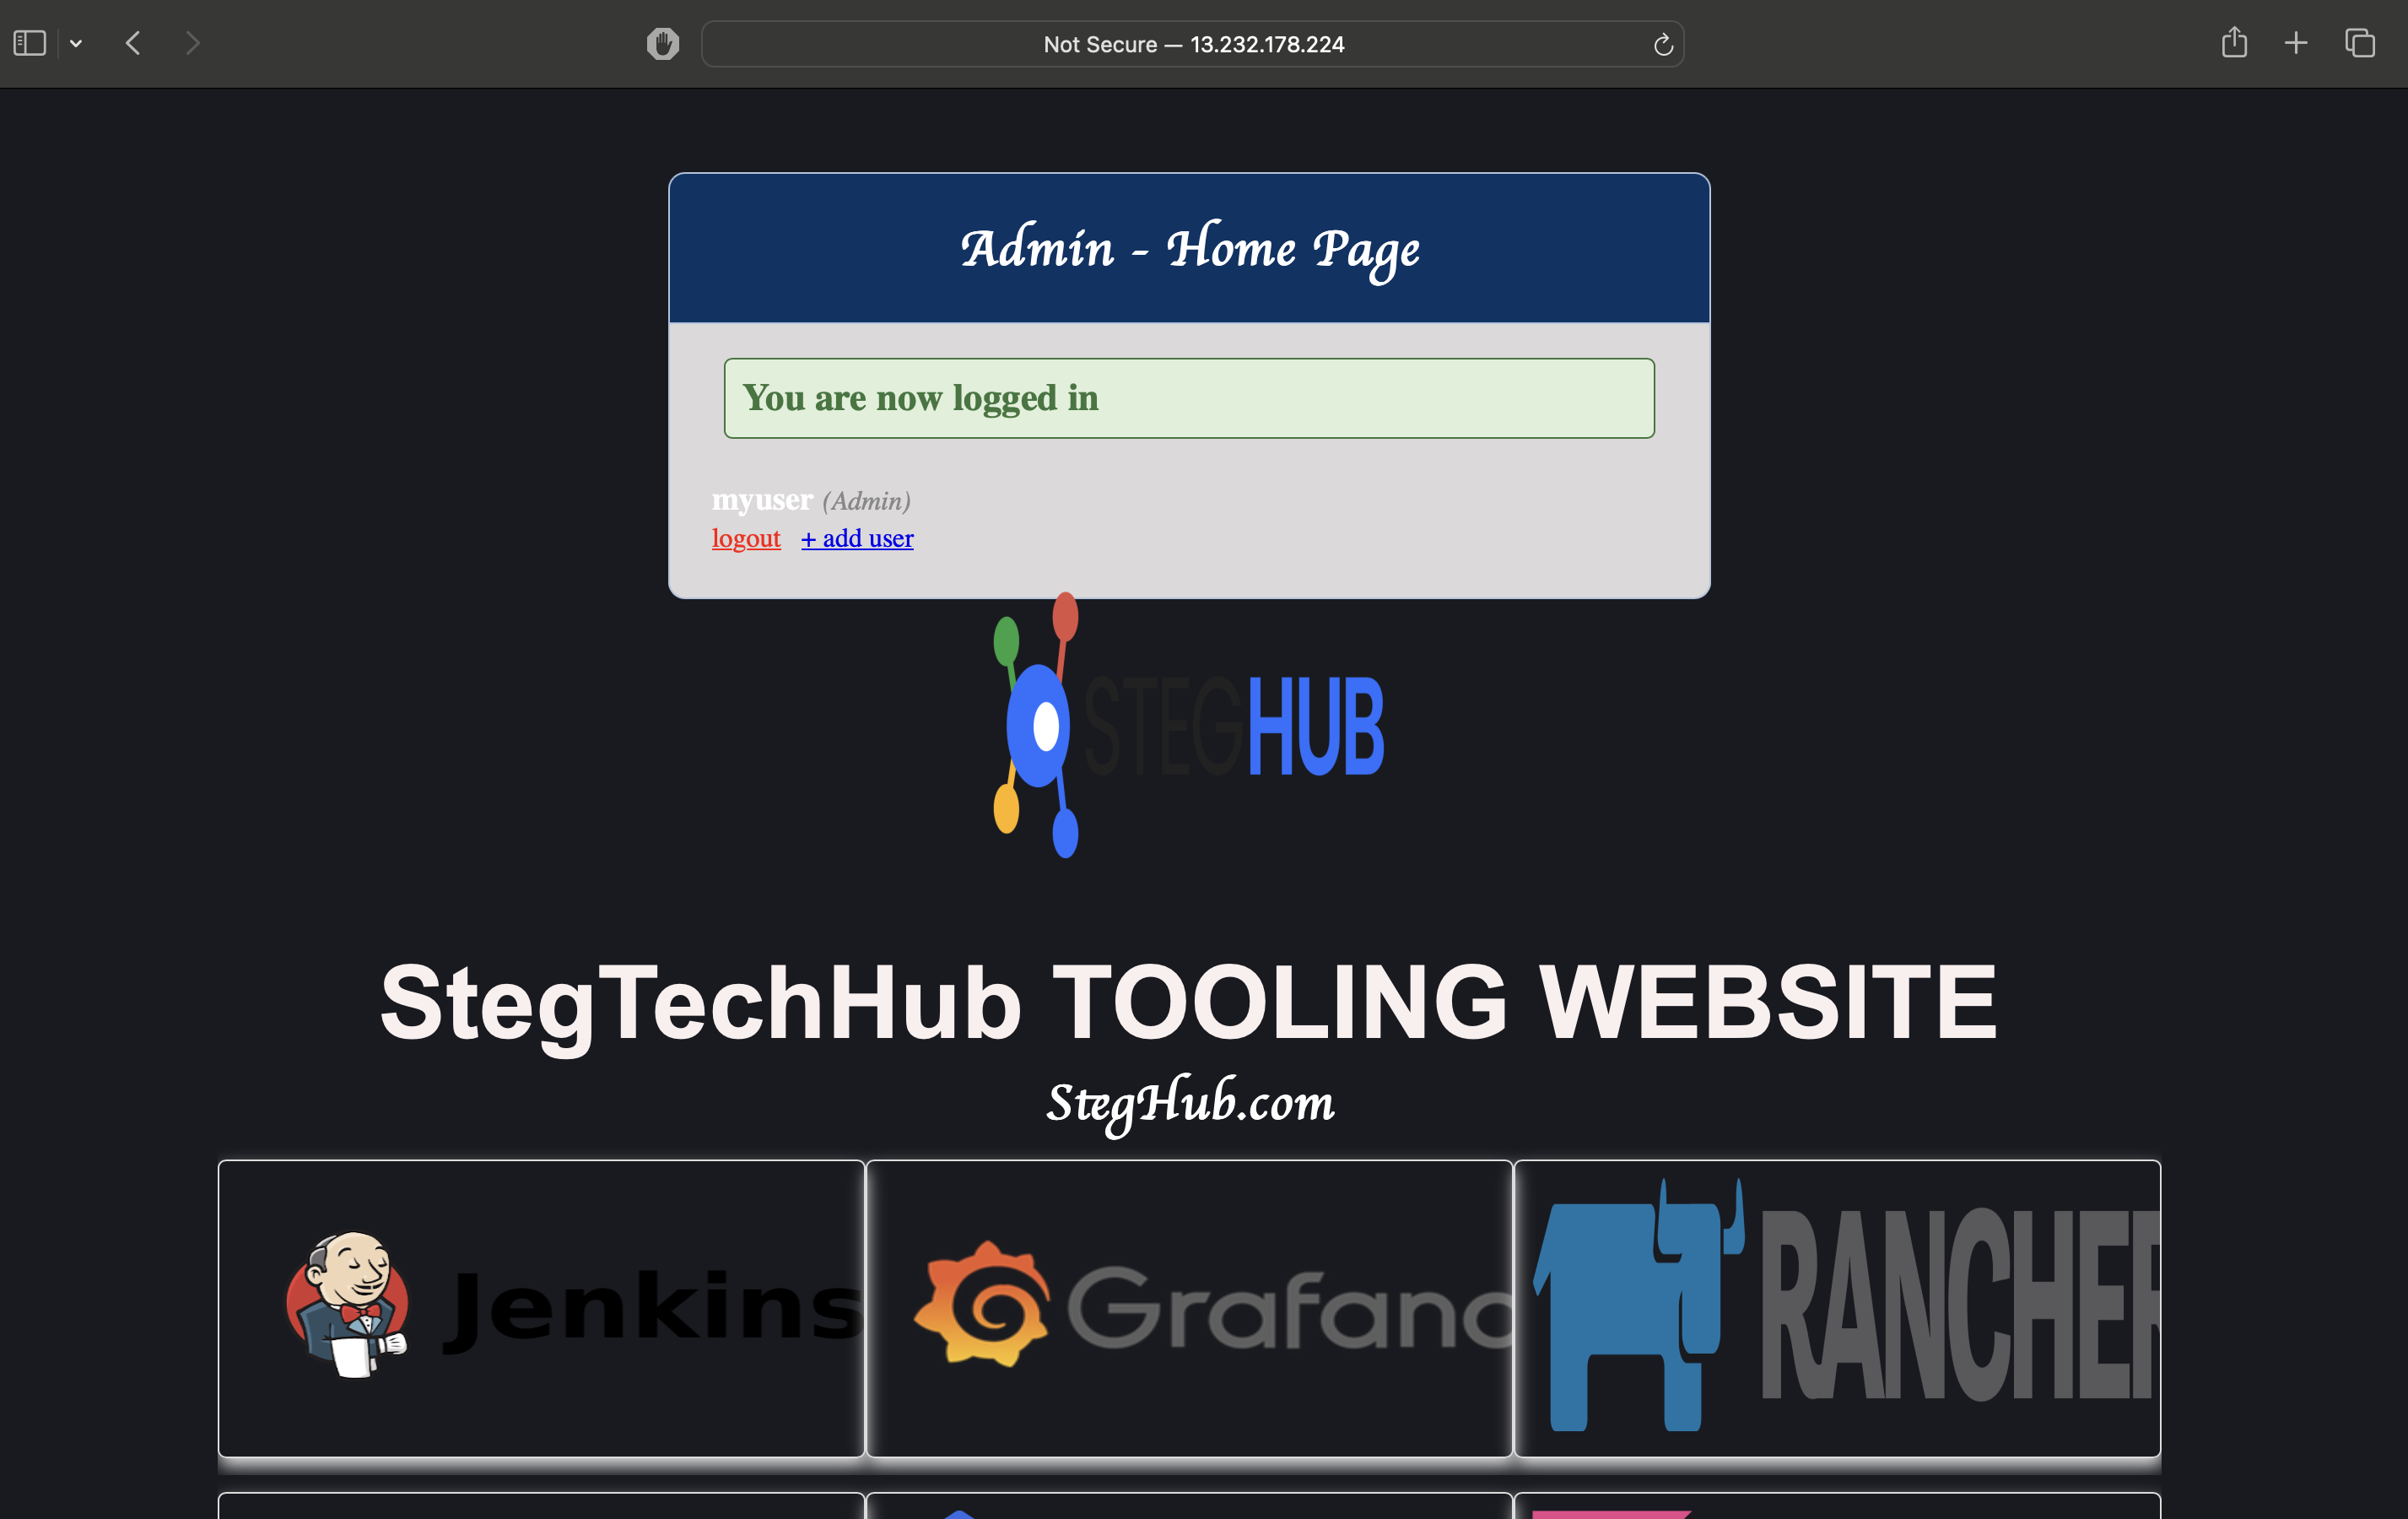 Not Secure — 13.232.178.224
Admin - Home Page
You are now logged in
myuser (Admin)
logout + add user
STEGHUB
StegTechHub TOOLING WEBSITE
StegHub.com
Jenkins Grafana RANCHER